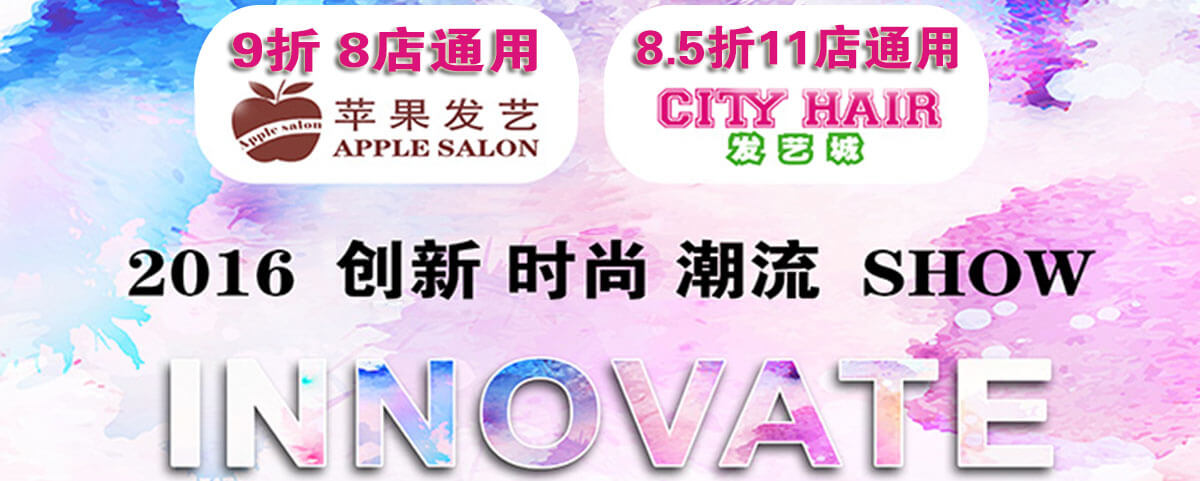 9折 8店通用
Apple salon
苹果发艺
APPLE SALON
8.5折11店通用
CITY HAIR
发艺城
2016 创新 时尚 潮流 SHOW
INNOVATE